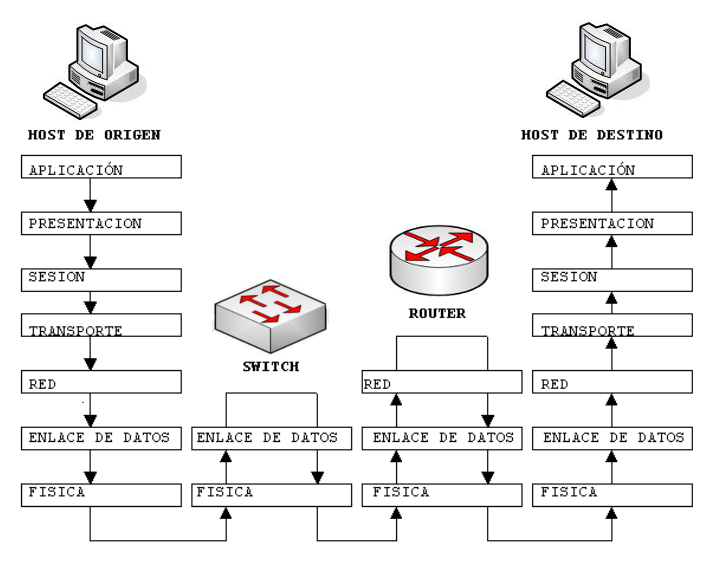 HOST DE ORIGEN
HOST DE DESTINO
APLICACIÓN
APLICACIÓN
PRESENTACION
PRESENTACION
SESION
SESION
ROUTER
TRANSPORTE
TRANSPORTE
SWITCH
RED
RED
RED
ENLACE DE DATOS
ENLACE DE DATOS
ENLACE DE DATOS
ENLACE DE DATOS
FISICA
FISICA
FISICA
FISICA